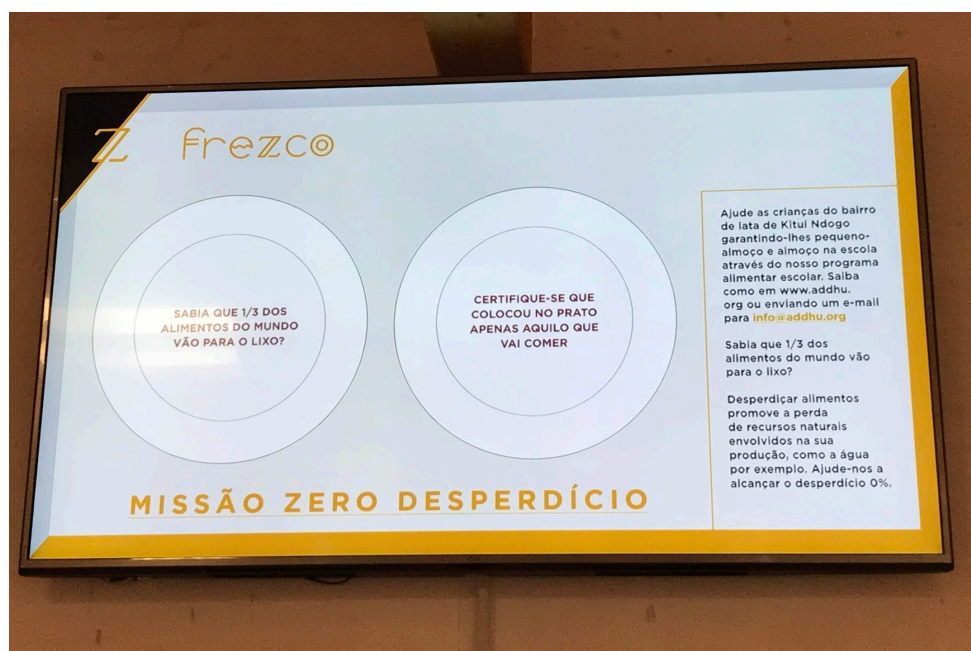 Z frezco
SABIA QUE 1/3 DOS
ALIMENTOS DO MUNDO
VÃO PARA O LIXO?
CERTIFIQUE-SE QUE
COLOCOU NO PRATO
APENAS AQUILO QUE
VAI COMER
MISSÃO ZERO DESPERDÍCIO
Ajude as crianças do bairro
de lata de Kitui Ndogo
garantindo-lhes pequeno-
almoço e almoço na escola
através do nosso programa
alimentar escolar. Saiba
como em www.addhu.
org ou enviando um e-mail
para info@addhu.org
Sabia que 1/3 dos
alimentos do mundo vão
para o lixo?
Desperdiçar alimentos
promove a perda
de recursos naturais
envolvidos na sua
produção, como a água
por exemplo. Ajude-nos a
alcançar o desperdício 0%.